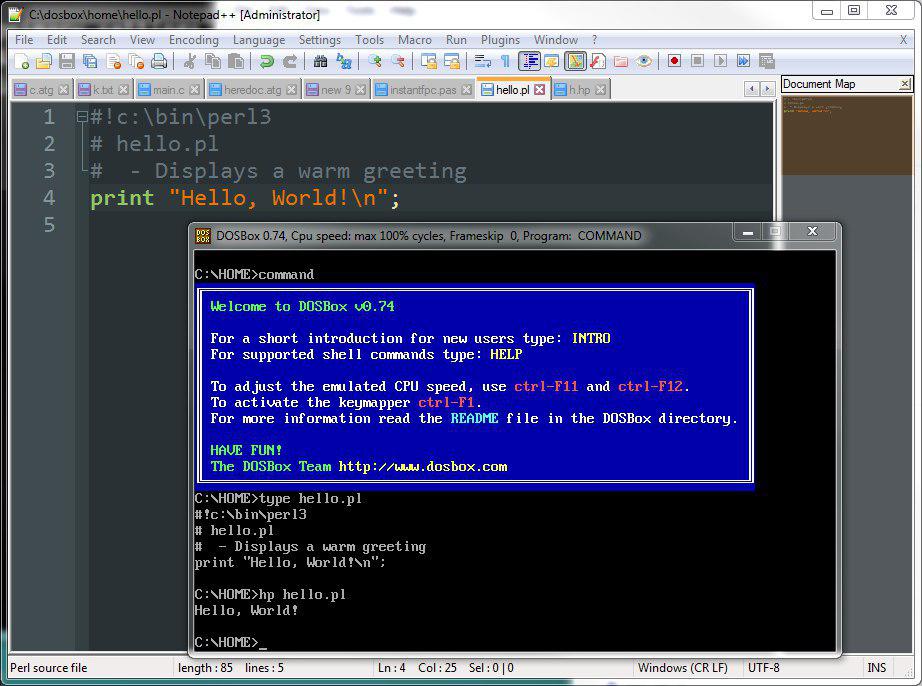 C:\dosbox\home\hello.pl - Notepad++ [Administrator]
File Edit Search View Encoding Language Settings Tools Macro Run Plugins Window ? X
c.atg k.txt main.c heredoc.atg new 9 instantfpc.pas hello.pl h.hp
Document Map
1 #!c:\bin\perl3
2 # hello.pl
3 #  - Displays a warm greeting
4 print "Hello, World!\n";
5
DOSBox 0.74, Cpu speed: max 100% cycles, Frameskip  0, Program:  COMMAND
C:\HOME>command
Welcome to DOSBox v0.74
For a short introduction for new users type: INTRO
For supported shell commands type: HELP
To adjust the emulated CPU speed, use ctrl-F11 and ctrl-F12.
To activate the keymapper ctrl-F1.
For more information read the README file in the DOSBox directory.
HAVE FUN!
The DOSBox Team http://www.dosbox.com
C:\HOME>type hello.pl
#!c:\bin\perl3
# hello.pl
#  - Displays a warm greeting
print "Hello, World!\n";
C:\HOME>hp hello.pl
Hello, World!
C:\HOME>_
Perl source file length : 85 lines : 5 Ln : 4 Col : 25 Sel : 0 | 0 Windows (CR LF) UTF-8 INS